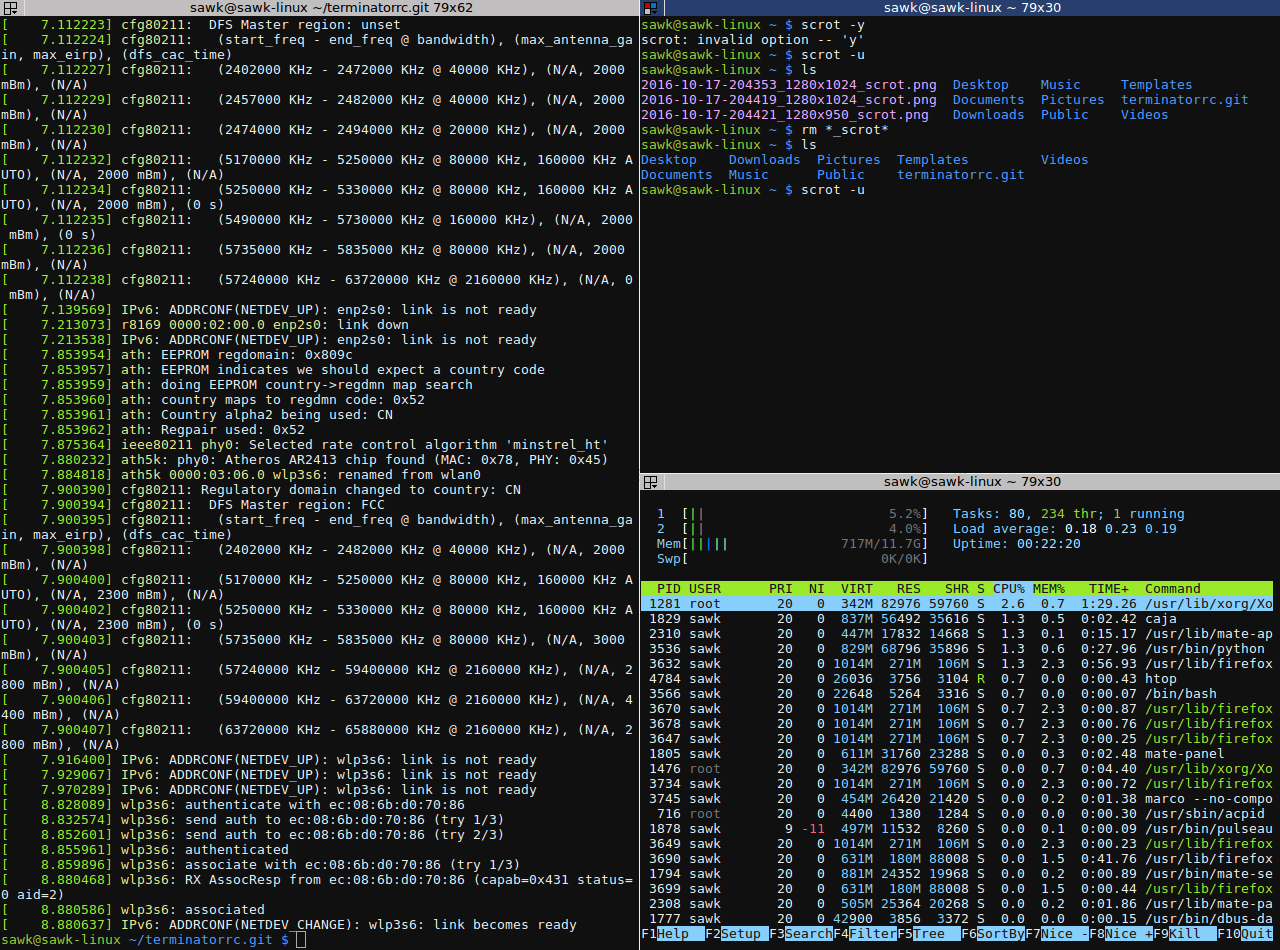 sawk@sawk-linux ~/terminatorrc.git 79x62
[    7.112223] cfg80211:  DFS Master region: unset
[    7.112224] cfg80211:   (start_freq - end_freq @ bandwidth), (max_antenna_ga
in, max_eirp), (dfs_cac_time)
[    7.112227] cfg80211:   (2402000 KHz - 2472000 KHz @ 40000 KHz), (N/A, 2000
mBm), (N/A)
[    7.112229] cfg80211:   (2457000 KHz - 2482000 KHz @ 40000 KHz), (N/A, 2000
mBm), (N/A)
[    7.112230] cfg80211:   (2474000 KHz - 2494000 KHz @ 20000 KHz), (N/A, 2000
mBm), (N/A)
[    7.112232] cfg80211:   (5170000 KHz - 5250000 KHz @ 80000 KHz, 160000 KHz A
UTO), (N/A, 2000 mBm), (N/A)
[    7.112234] cfg80211:   (5250000 KHz - 5330000 KHz @ 80000 KHz, 160000 KHz A
UTO), (N/A, 2000 mBm), (0 s)
[    7.112235] cfg80211:   (5490000 KHz - 5730000 KHz @ 160000 KHz), (N/A, 2000
 mBm), (0 s)
[    7.112236] cfg80211:   (5735000 KHz - 5835000 KHz @ 80000 KHz), (N/A, 2000
mBm), (N/A)
[    7.112238] cfg80211:   (57240000 KHz - 63720000 KHz @ 2160000 KHz), (N/A, 0
 mBm), (N/A)
[    7.139569] IPv6: ADDRCONF(NETDEV_UP): enp2s0: link is not ready
[    7.213073] r8169 0000:02:00.0 enp2s0: link down
[    7.213538] IPv6: ADDRCONF(NETDEV_UP): enp2s0: link is not ready
[    7.853954] ath: EEPROM regdomain: 0x809c
[    7.853957] ath: EEPROM indicates we should expect a country code
[    7.853959] ath: doing EEPROM country->regdmn map search
[    7.853960] ath: country maps to regdmn code: 0x52
[    7.853961] ath: Country alpha2 being used: CN
[    7.853962] ath: Regpair used: 0x52
[    7.875364] ieee80211 phy0: Selected rate control algorithm 'minstrel_ht'
[    7.880232] ath5k: phy0: Atheros AR2413 chip found (MAC: 0x78, PHY: 0x45)
[    7.884818] ath5k 0000:03:06.0 wlp3s6: renamed from wlan0
[    7.900390] cfg80211: Regulatory domain changed to country: CN
[    7.900394] cfg80211:  DFS Master region: FCC
[    7.900395] cfg80211:   (start_freq - end_freq @ bandwidth), (max_antenna_ga
in, max_eirp), (dfs_cac_time)
[    7.900398] cfg80211:   (2402000 KHz - 2482000 KHz @ 40000 KHz), (N/A, 2000
mBm), (N/A)
[    7.900400] cfg80211:   (5170000 KHz - 5250000 KHz @ 80000 KHz, 160000 KHz A
UTO), (N/A, 2300 mBm), (N/A)
[    7.900402] cfg80211:   (5250000 KHz - 5330000 KHz @ 80000 KHz, 160000 KHz A
UTO), (N/A, 2300 mBm), (0 s)
[    7.900403] cfg80211:   (5735000 KHz - 5835000 KHz @ 80000 KHz), (N/A, 3000
mBm), (N/A)
[    7.900405] cfg80211:   (57240000 KHz - 59400000 KHz @ 2160000 KHz), (N/A, 2
800 mBm), (N/A)
[    7.900406] cfg80211:   (59400000 KHz - 63720000 KHz @ 2160000 KHz), (N/A, 4
400 mBm), (N/A)
[    7.900407] cfg80211:   (63720000 KHz - 65880000 KHz @ 2160000 KHz), (N/A, 2
800 mBm), (N/A)
[    7.916400] IPv6: ADDRCONF(NETDEV_UP): wlp3s6: link is not ready
[    7.929067] IPv6: ADDRCONF(NETDEV_UP): wlp3s6: link is not ready
[    7.970289] IPv6: ADDRCONF(NETDEV_UP): wlp3s6: link is not ready
[    8.828089] wlp3s6: authenticate with ec:08:6b:d0:70:86
[    8.832574] wlp3s6: send auth to ec:08:6b:d0:70:86 (try 1/3)
[    8.852601] wlp3s6: send auth to ec:08:6b:d0:70:86 (try 2/3)
[    8.855961] wlp3s6: authenticated
[    8.859896] wlp3s6: associate with ec:08:6b:d0:70:86 (try 1/3)
[    8.880468] wlp3s6: RX AssocResp from ec:08:6b:d0:70:86 (capab=0x431 status=
0 aid=2)
[    8.880586] wlp3s6: associated
[    8.880637] IPv6: ADDRCONF(NETDEV_CHANGE): wlp3s6: link becomes ready
sawk@sawk-linux ~/terminatorrc.git $
sawk@sawk-linux ~ 79x30
sawk@sawk-linux ~ $ scrot -y
scrot: invalid option -- 'y'
sawk@sawk-linux ~ $ scrot -u
sawk@sawk-linux ~ $ ls
2016-10-17-204353_1280x1024_scrot.png  Desktop    Music     Templates
2016-10-17-204419_1280x1024_scrot.png  Documents  Pictures  terminatorrc.git
2016-10-17-204421_1280x950_scrot.png   Downloads  Public    Videos
sawk@sawk-linux ~ $ rm *_scrot*
sawk@sawk-linux ~ $ ls
Desktop    Downloads  Pictures  Templates         Videos
Documents  Music      Public    terminatorrc.git
sawk@sawk-linux ~ $ scrot -u
sawk@sawk-linux ~ 79x30
1  [|| 5.2%]   Tasks: 80, 234 thr; 1 running
2  [|| 4.0%]   Load average: 0.18 0.23 0.19
Mem[||||| 717M/11.7G]   Uptime: 00:22:20
Swp[ 0K/0K]
PID USER      PRI  NI  VIRT   RES   SHR S CPU% MEM%   TIME+  Command
1281 root       20   0  342M 82976 59760 S  2.6  0.7  1:29.26 /usr/lib/xorg/Xo
1829 sawk       20   0  837M 56492 35616 S  1.3  0.5  0:02.42 caja
2310 sawk       20   0  447M 17832 14668 S  1.3  0.1  0:15.17 /usr/lib/mate-ap
3536 sawk       20   0  829M 68796 35896 S  1.3  0.6  0:27.96 /usr/bin/python
3632 sawk       20   0 1014M  271M  106M S  1.3  2.3  0:56.93 /usr/lib/firefox
4784 sawk       20   0 26036  3756  3104 R  0.7  0.0  0:00.43 htop
3566 sawk       20   0 22648  5264  3316 S  0.7  0.0  0:00.07 /bin/bash
3670 sawk       20   0 1014M  271M  106M S  0.7  2.3  0:00.87 /usr/lib/firefox
3678 sawk       20   0 1014M  271M  106M S  0.7  2.3  0:00.76 /usr/lib/firefox
3647 sawk       20   0 1014M  271M  106M S  0.7  2.3  0:00.25 /usr/lib/firefox
1805 sawk       20   0  611M 31760 23288 S  0.0  0.3  0:02.48 mate-panel
1476 root       20   0  342M 82976 59760 S  0.0  0.7  0:04.40 /usr/lib/xorg/Xo
3734 sawk       20   0 1014M  271M  106M S  0.0  2.3  0:00.72 /usr/lib/firefox
3745 sawk       20   0  454M 26420 21420 S  0.0  0.2  0:01.38 marco --no-compo
716 root       20   0  4400  1380  1284 S  0.0  0.0  0:00.30 /usr/sbin/acpid
1878 sawk        9 -11  497M 11532  8260 S  0.0  0.1  0:00.09 /usr/bin/pulseau
3649 sawk       20   0 1014M  271M  106M S  0.0  2.3  0:00.23 /usr/lib/firefox
3690 sawk       20   0  631M  180M 88008 S  0.0  1.5  0:41.76 /usr/lib/firefox
1794 sawk       20   0  881M 24352 19968 S  0.0  0.2  0:00.89 /usr/bin/mate-se
3699 sawk       20   0  631M  180M 88008 S  0.0  1.5  0:00.44 /usr/lib/firefox
2308 sawk       20   0  505M 25364 20268 S  0.0  0.2  0:01.86 /usr/lib/mate-pa
1777 sawk       20   0 42900  3856  3372 S  0.0  0.0  0:00.15 /usr/bin/dbus-da
F1Help  F2Setup F3SearchF4FilterF5Tree  F6SortByF7Nice -F8Nice +F9Kill  F10Quit